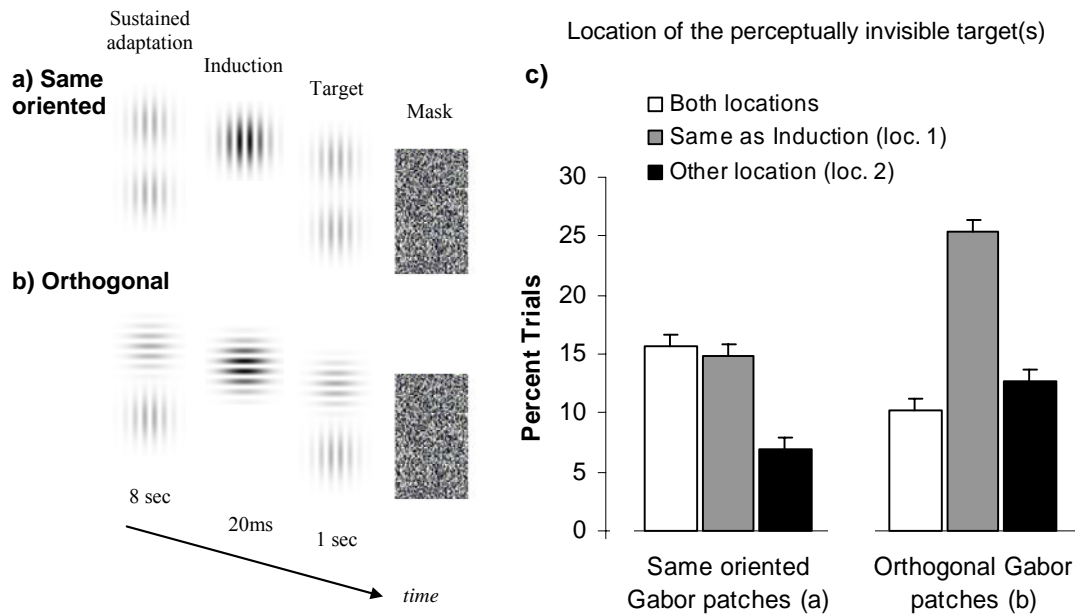 Sustained
adaptation
a) Same
oriented
Induction
Target
Mask
b) Orthogonal
8 sec
20ms
1 sec
time
Location of the perceptually invisible target(s)
c)
Both locations
Same as Induction (loc. 1)
Other location (loc. 2)
Percent Trials
30
25
20
15
10
5
0
Same oriented
Gabor patches (a)
Orthogonal Gabor
patches (b)